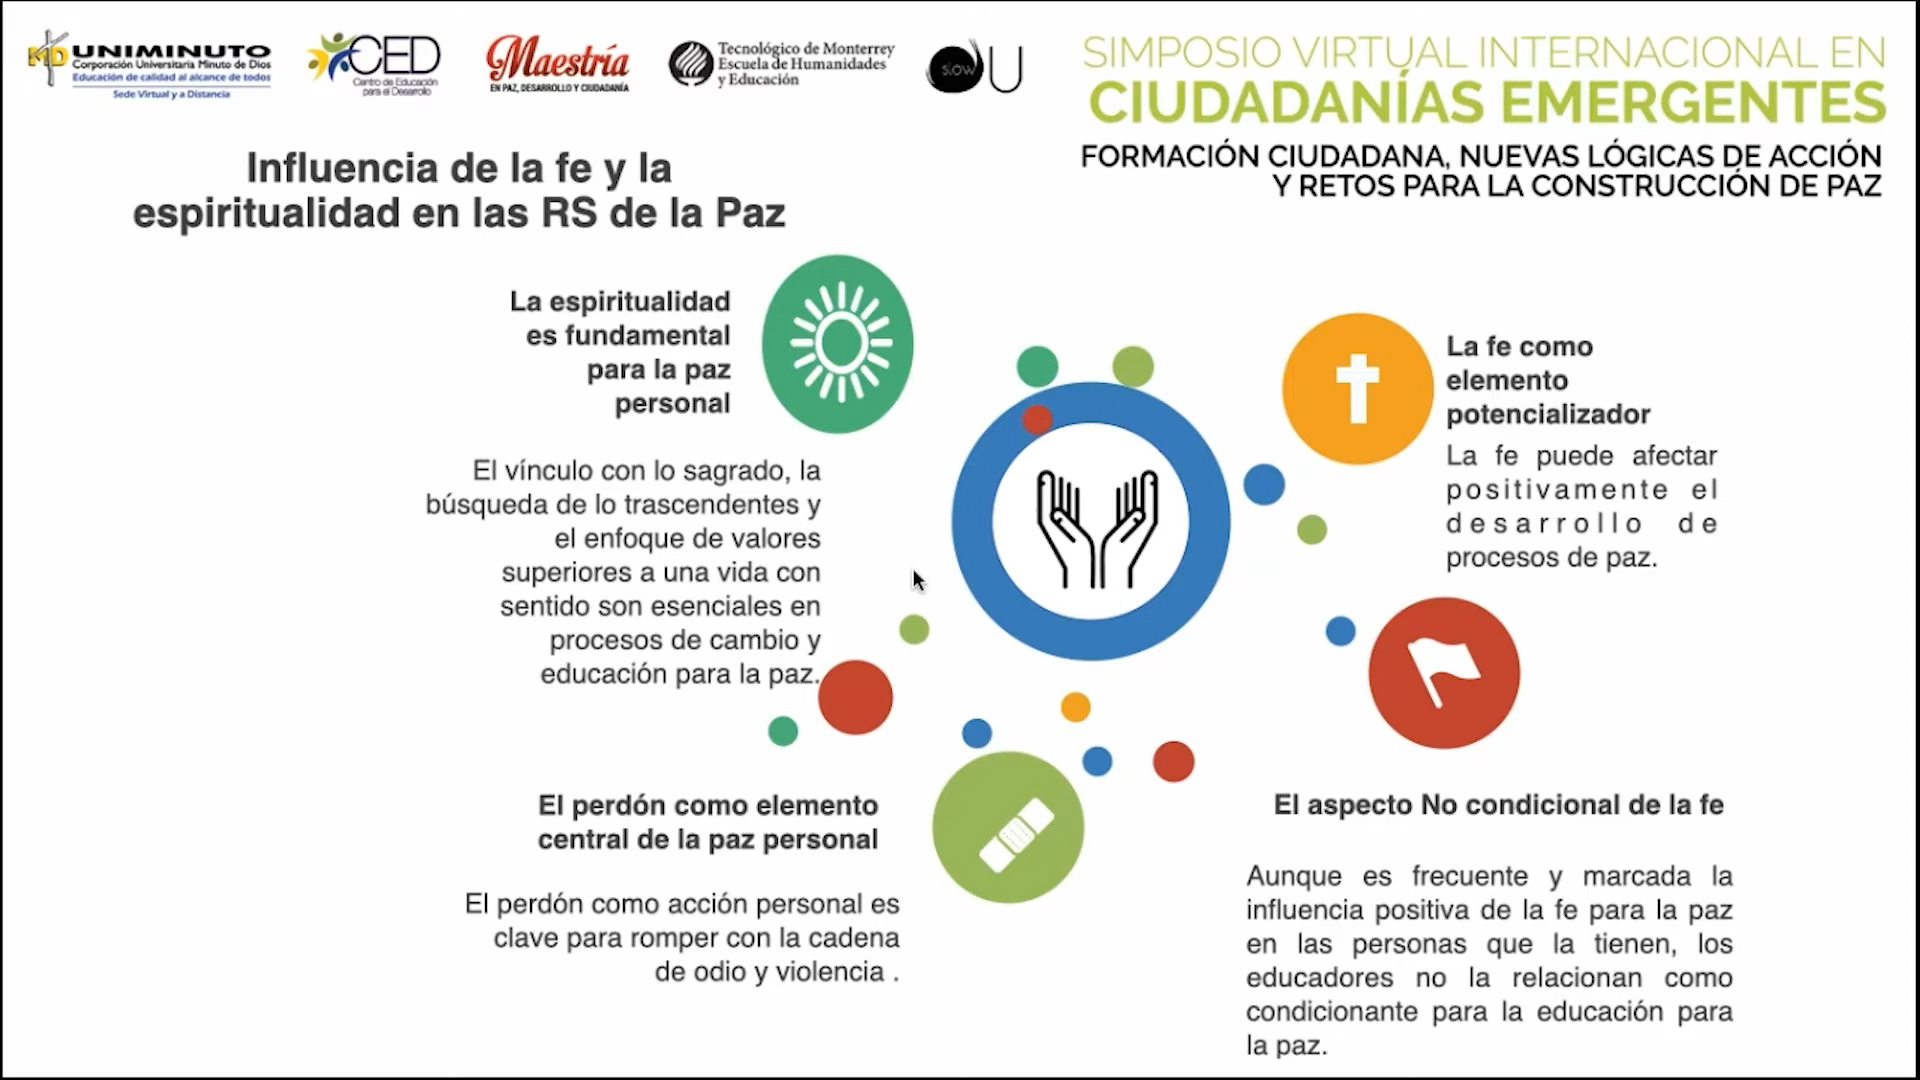 UNIMINUTO
Corporación Universitaria Minuto de Dios
Educación de calidad al alcance de todos
Sede Virtual y a Distancia
CED
Centro de Educación
para el Desarrollo
Maestría
EN PAZ, DESARROLLO Y CIUDADANÍA
Tecnológico de Monterrey
Escuela de Humanidades
y Educación
SLOW
U
SIMPOSIO VIRTUAL INTERNACIONAL EN
CIUDADANÍAS EMERGENTES
FORMACIÓN CIUDADANA, NUEVAS LÓGICAS DE ACCIÓN
Y RETOS PARA LA CONSTRUCCIÓN DE PAZ
Influencia de la fe y la
espiritualidad en las RS de la Paz
La espiritualidad
es fundamental
para la paz
personal
El vínculo con lo sagrado, la
búsqueda de lo trascendentes y
el enfoque de valores
superiores a una vida con
sentido son esenciales en
procesos de cambio y
educación para la paz.
La fe como
elemento
potencializador
La fe puede afectar
positivamente el
desarrollo de
procesos de paz.
El perdón como elemento
central de la paz personal
El perdón como acción personal es
clave para romper con la cadena
de odio y violencia .
El aspecto No condicional de la fe
Aunque es frecuente y marcada la
influencia positiva de la fe para la paz
en las personas que la tienen, los
educadores no la relacionan como
condicionante para la educación para
la paz.